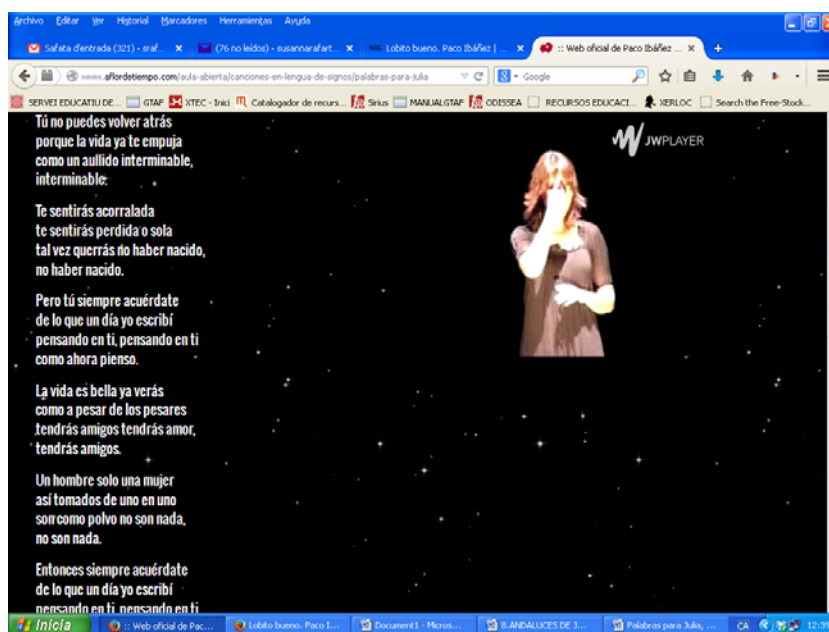 Archivo Editar Ver Historial Marcadores Herramientas Ayuda
Safata d'entrada (321) - sraf... x (76 no leídos) - susannarafart... x Lobito bueno. Paco Ibáñez | ... x :: Web oficial de Paco Ibáñez ... x +
www.aflordetiempo.com/aula-abierta/canciones-en-lengua-de-signos/palabras-para-julia Google
SERVEI EDUCATIU DE... GTAF XTEC - Inici Catalogador de recurs... Sirius MANUALGTAF ODISSEA RECURSOS EDUCACI... XERLOC Search the Free-Stock...
JWPLAYER
Tú no puedes volver atrás
porque la vida ya te empuja
como un aullido interminable,
interminable.
Te sentirás acorralada
te sentirás perdida o sola
tal vez querrás no haber nacido,
no haber nacido.
Pero tú siempre acuérdate
de lo que un día yo escribí
pensando en ti, pensando en ti
como ahora pienso.
La vida es bella ya verás
como a pesar de los pesares
tendrás amigos tendrás amor,
tendrás amigos.
Un hombre solo una mujer
así tomados de uno en uno
son como polvo no son nada,
no son nada.
Entonces siempre acuérdate
de lo que un día yo escribí
pensando en ti, pensando en ti
Inicia :: Web oficial de Pac... Lobito bueno. Paco I... Document1 - Micros... 8.ANDALUCES DE J... Palabras para Julia, ... CA 12:39